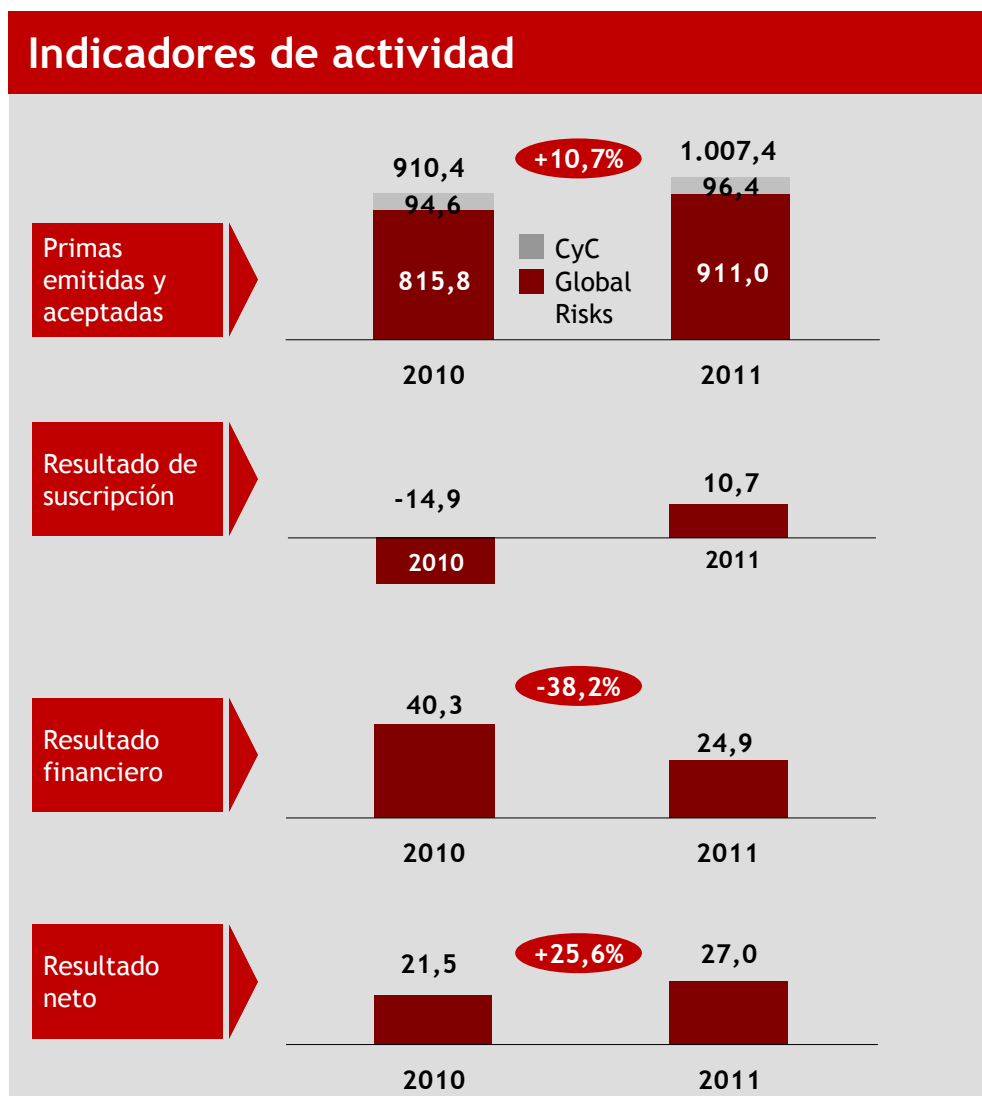 Indicadores de actividad
Primas
emitidas y
aceptadas
910,4
+10,7%
1.007,4
94,6
96,4
815,8
911,0
CyC
Global
Risks
2010
2011
Resultado de
suscripción
-14,9
10,7
2010
2011
Resultado
financiero
-38,2%
40,3
24,9
2010
2011
Resultado
neto
+25,6%
21,5
27,0
2010
2011